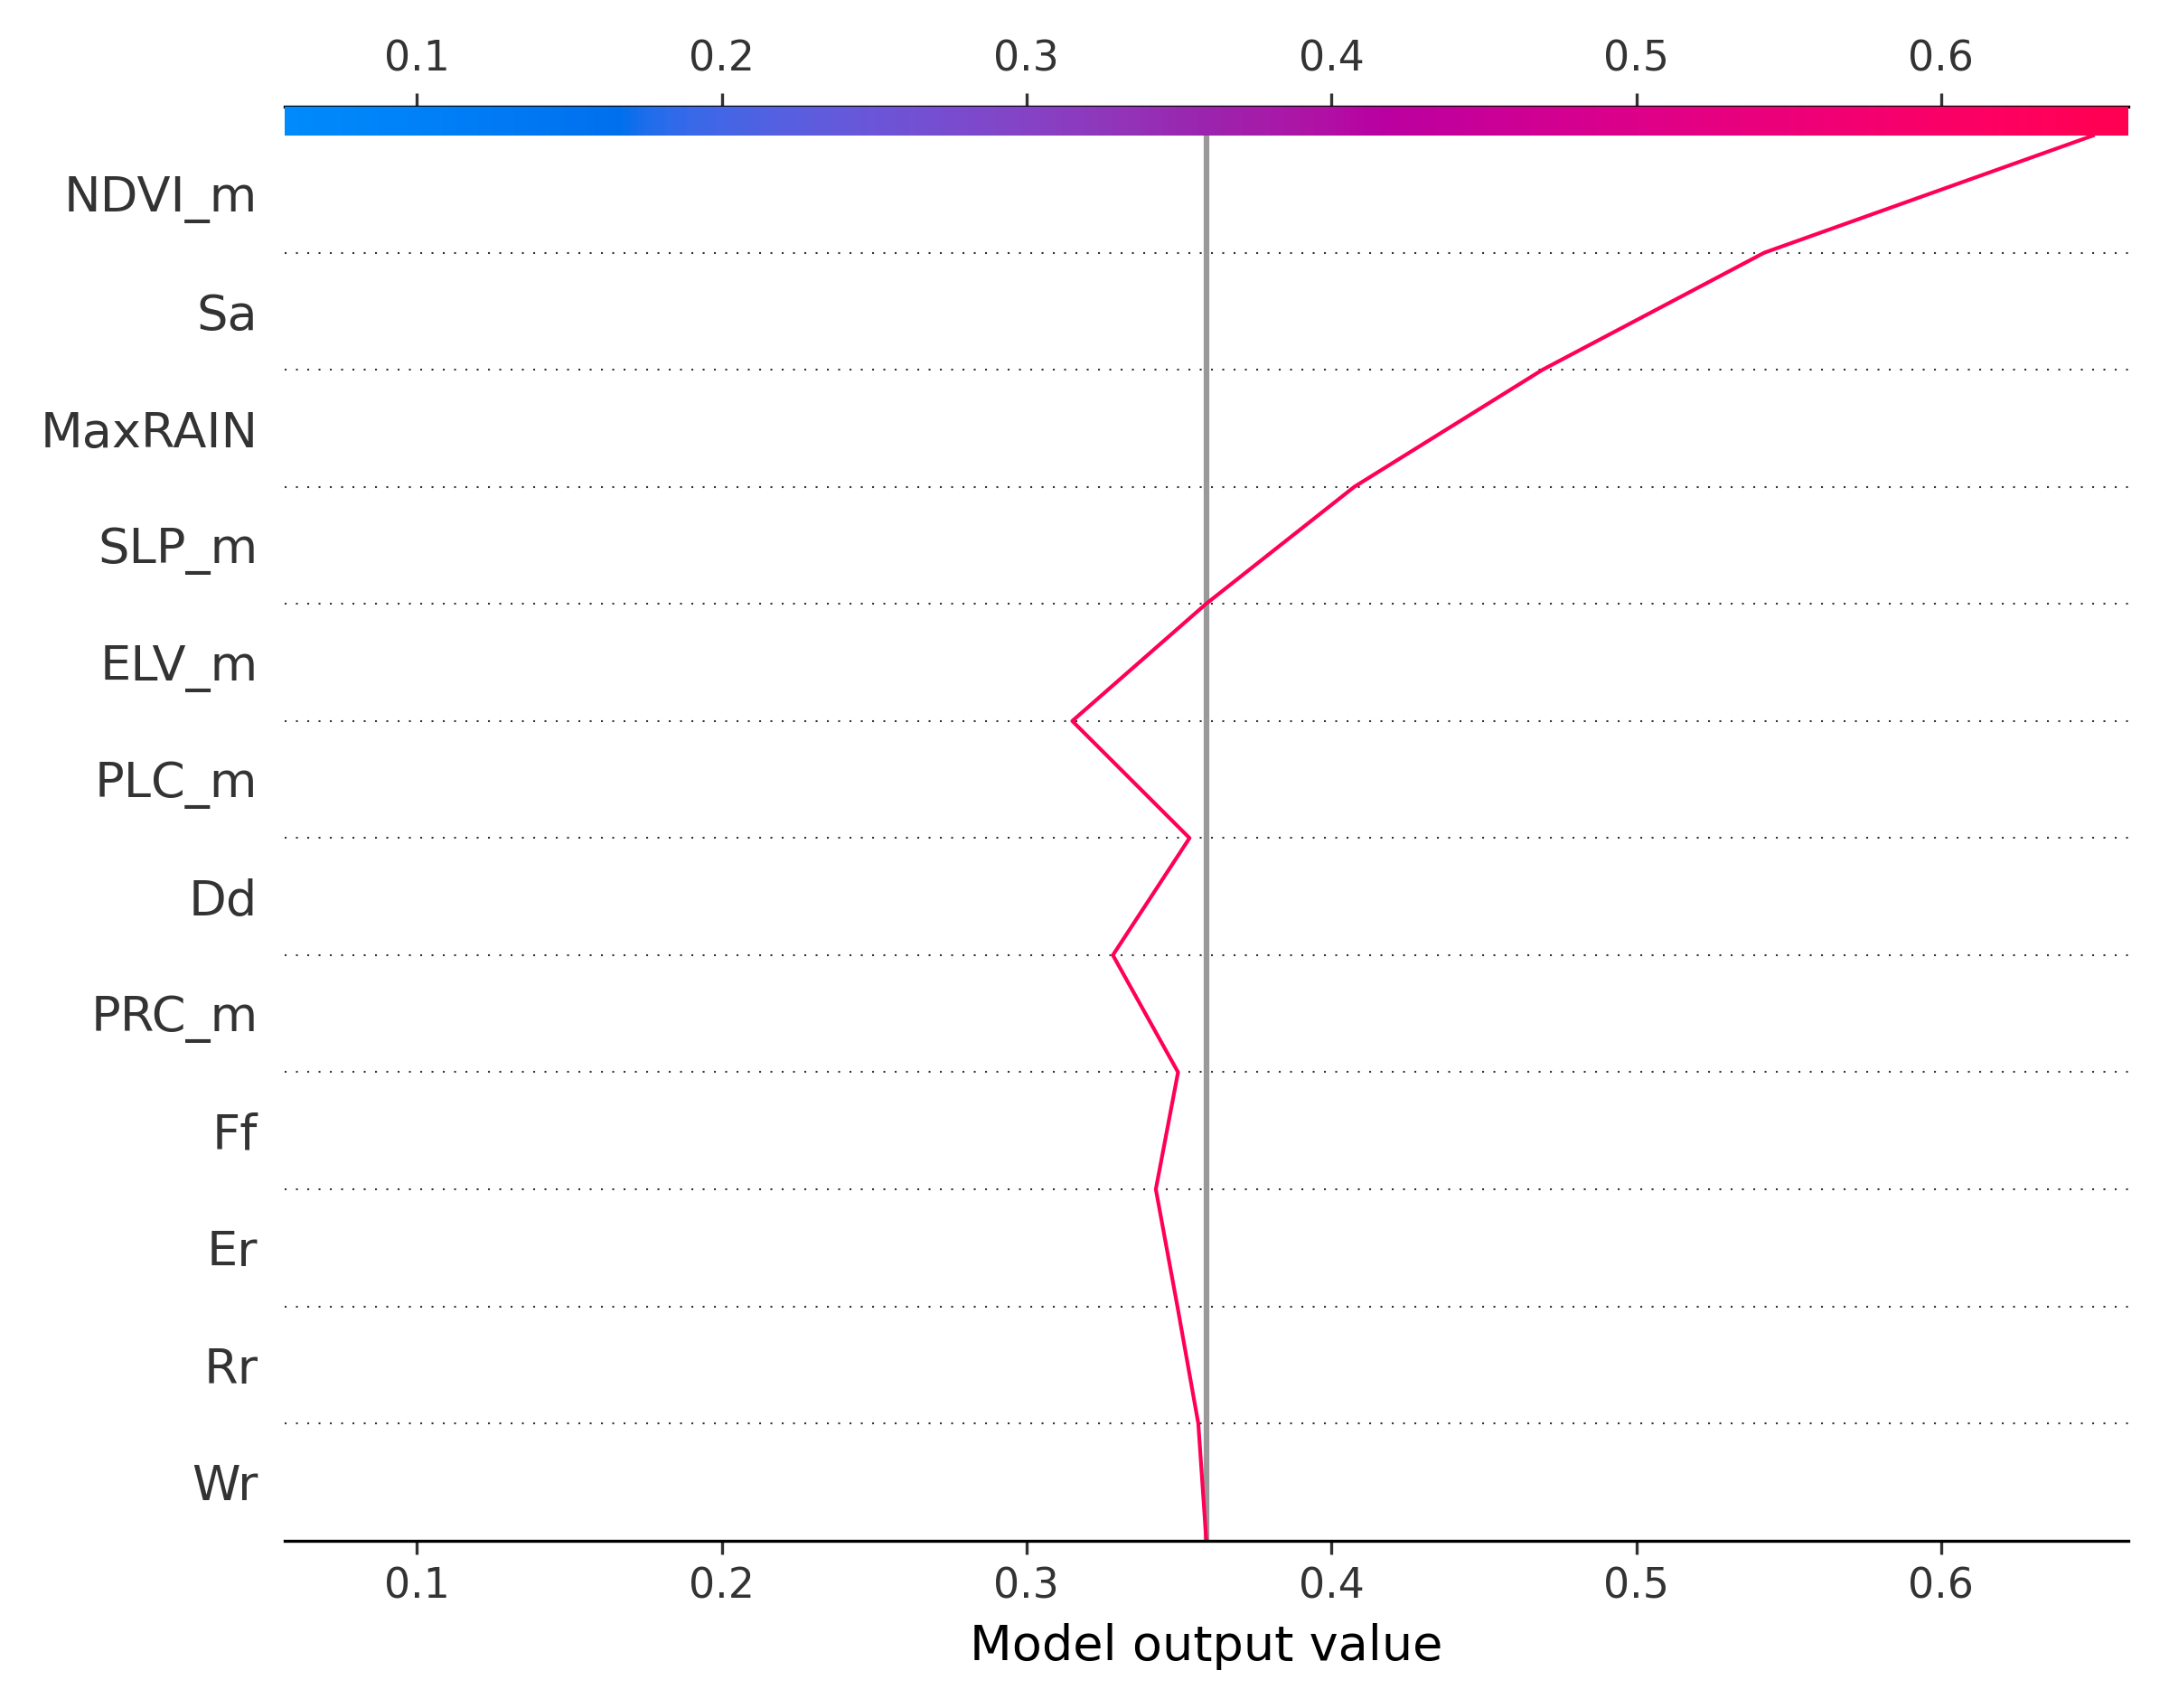 0.1 0.2 0.3 0.4 0.5 0.6
NDVI_m
Sa
MaxRAIN
SLP_m
ELV_m
PLC_m
Dd
PRC_m
Ff
Er
Rr
Wr
0.1 0.2 0.3 0.4 0.5 0.6
Model output value